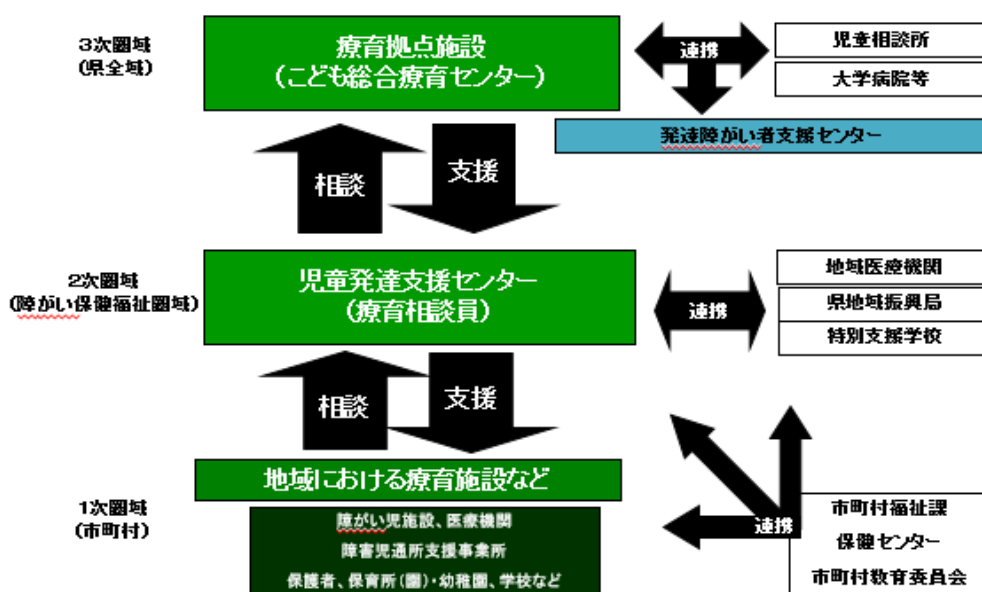 3次圏域
(県全域)
療育拠点施設
(こども総合療育センター)
連携
児童相談所
大学病院等
発達障がい者支援センター
相談
支援
2次圏域
(障がい保健福祉圏域)
児童発達支援センター
(療育相談員)
連携
地域医療機関
県地域振興局
特別支援学校
相談
支援
1次圏域
(市町村)
地域における療育施設など
障がい児施設、医療機関
障害児通所支援事業所
保護者、保育所(園)・幼稚園、学校など
連携
市町村福祉課
保健センター
市町村教育委員会